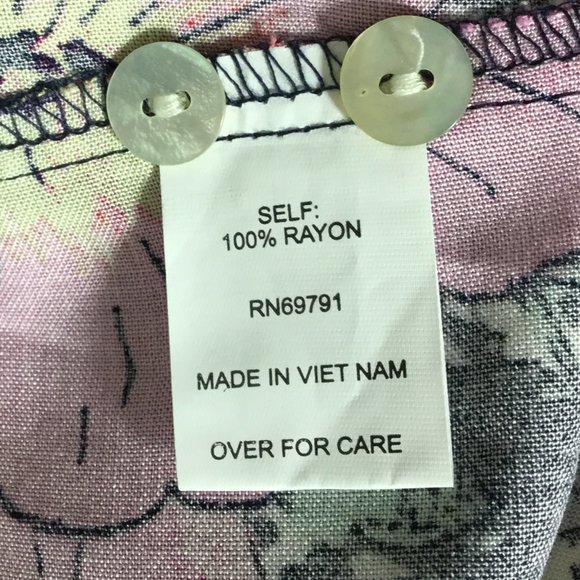 SELF:
100% RAYON
RN69791
MADE IN VIET NAM
OVER FOR CARE